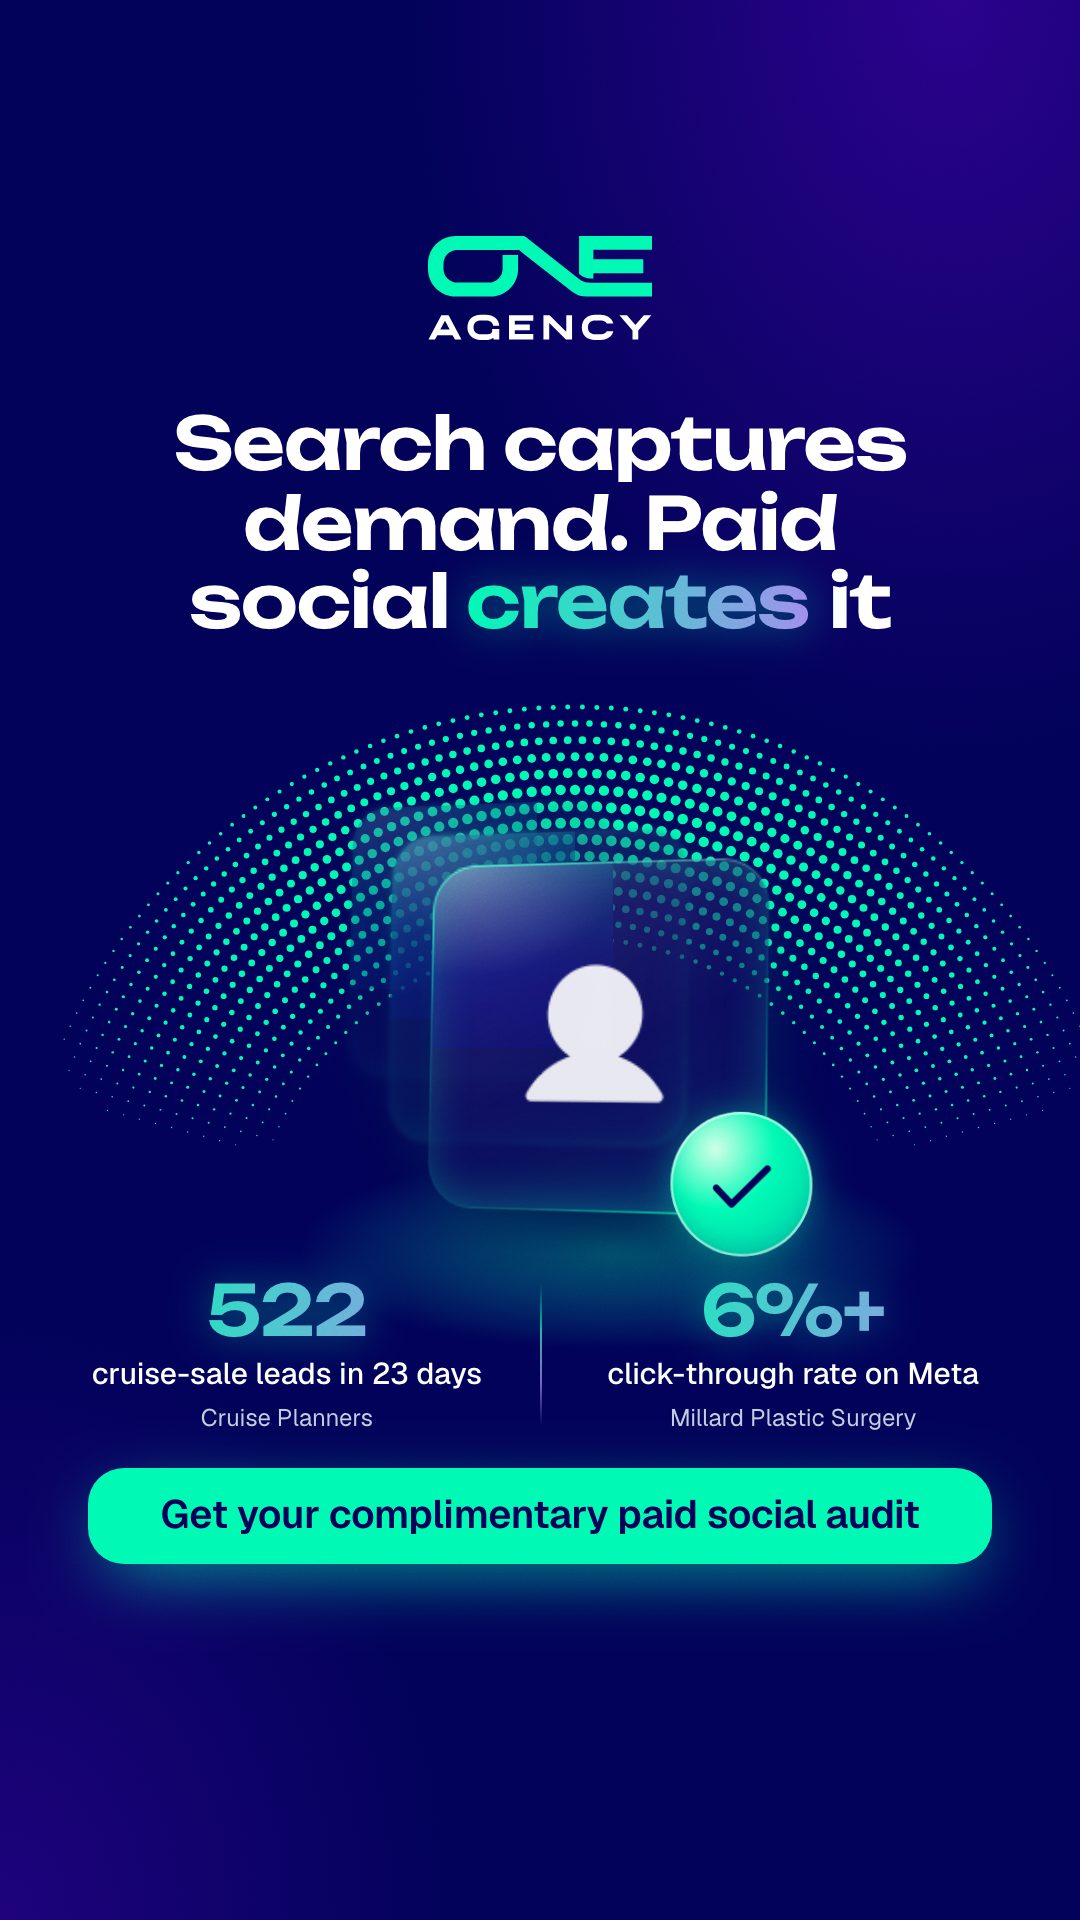 ONE
AGENCY
Search captures
demand. Paid
social creates it
522
cruise-sale leads in 23 days
Cruise Planners
6%+
click-through rate on Meta
Millard Plastic Surgery
Get your complimentary paid social audit